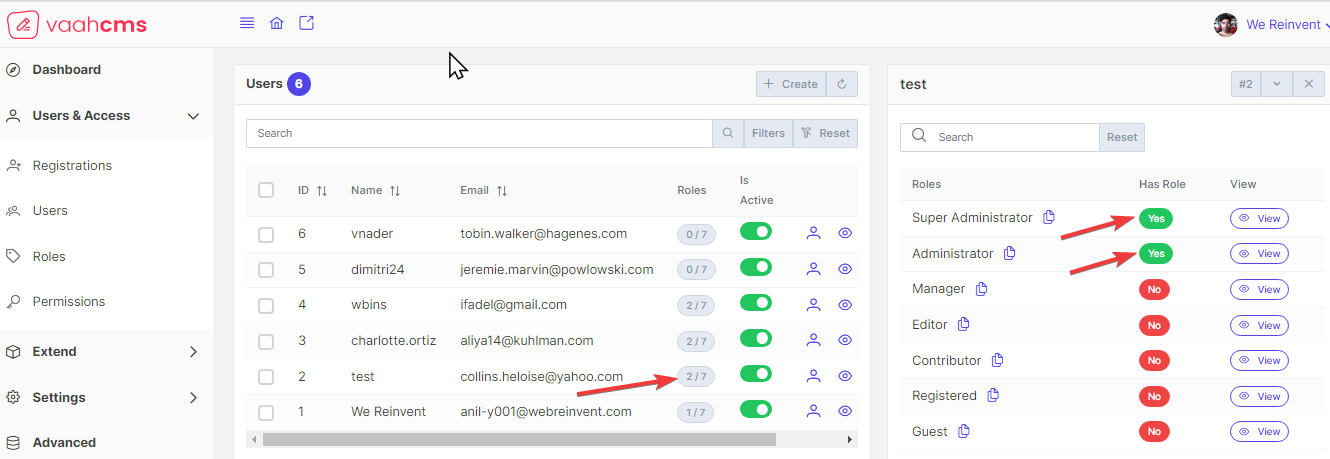 vaahcms
We Reinvent
Dashboard
Users & Access
Registrations
Users
Roles
Permissions
Extend
Settings
Advanced
Users 6
+ Create
Search
Filters
Reset
ID Name Email Roles Is Active
6 vnader tobin.walker@hagenes.com 0 / 7
5 dimitri24 jeremie.marvin@powlowski.com 0 / 7
4 wbins ifadel@gmail.com 2 / 7
3 charlotte.ortiz aliya14@kuhlman.com 2 / 7
2 test collins.heloise@yahoo.com 2 / 7
1 We Reinvent anil-y001@webreinvent.com 1 / 7
test
#2
Search
Reset
Roles Has Role View
Super Administrator Yes View
Administrator Yes View
Manager No View
Editor No View
Contributor No View
Registered No View
Guest No View